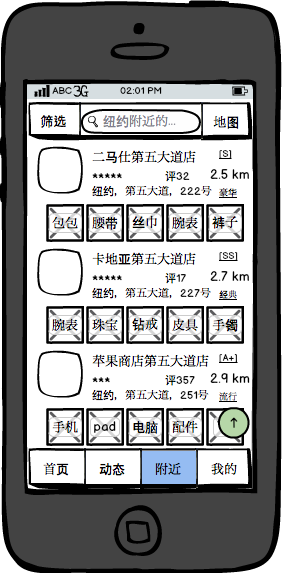 ABC 3G 02:01 PM
筛选 纽约附近的... 地图
二马仕第五大道店 [S]
***** 评32 2.5 km
纽约，第五大道，222号 豪华
包包 腰带 丝巾 腕表 裤子
卡地亚第五大道店 [SS]
***** 评17 2.7 km
纽约，第五大道，227号 经典
腕表 珠宝 钻戒 皮具 手镯
苹果商店第五大道店 [A+]
*** 评357 2.9 km
纽约，第五大道，251号 流行
手机 pad 电脑 配件
首页 动态 附近 我的